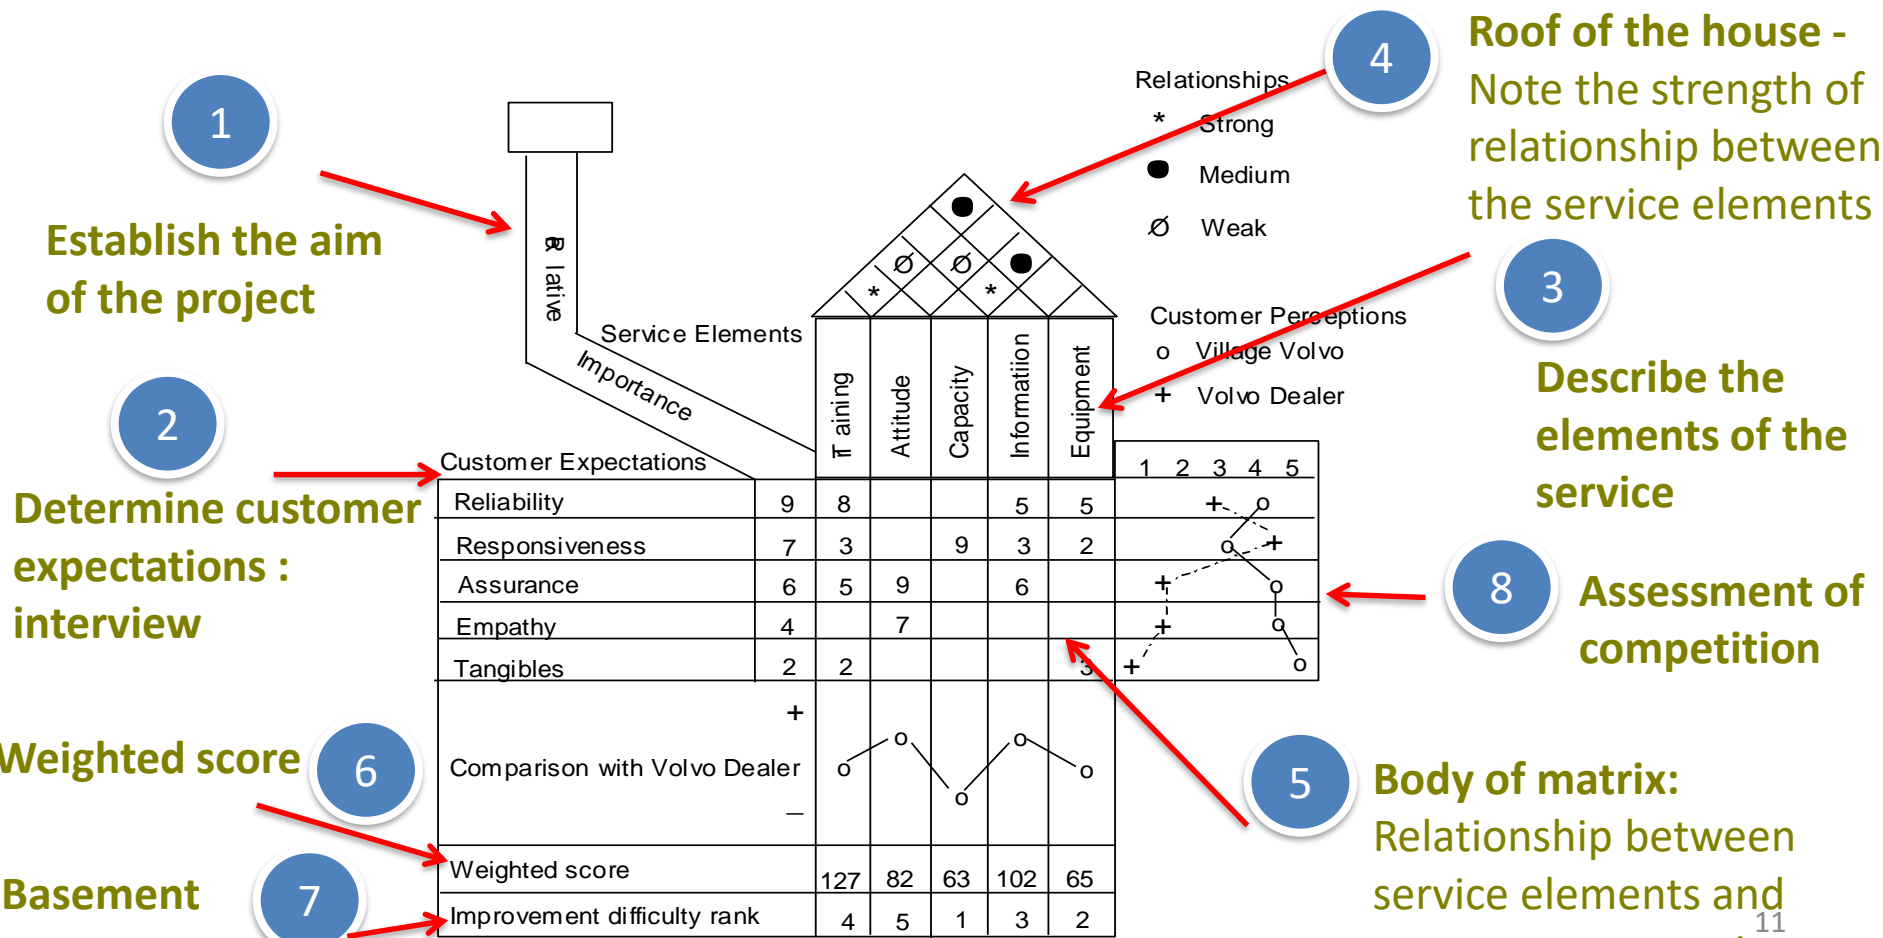 1
Establish the aim
of the project
2
Determine customer
expectations :
interview
Weighted score
6
Basement
7
Relationships
* Strong
Medium
Ø Weak
Customer Perceptions
o Village Volvo
+ Volvo Dealer
4
Roof of the house -
Note the strength of
relationship between
the service elements
3
Describe the
elements of the
service
8
Assessment of
competition
5
Body of matrix:
Relationship between
service elements and
11
lative
Importance
Service Elements
Ø Ø
* *
aining
Attitude
Capacity
Information
Equipment
Customer Expectations
1 2 3 4 5
Reliability 9 8 5 5 + o
Responsiveness 7 3 9 3 2 o +
Assurance 6 5 9 6 + o
Empathy 4 7 + o
Tangibles 2 2 3 + o
+
Comparison with Volvo Dealer o o o o o
_
Weighted score 127 82 63 102 65
Improvement difficulty rank 4 5 1 3 2